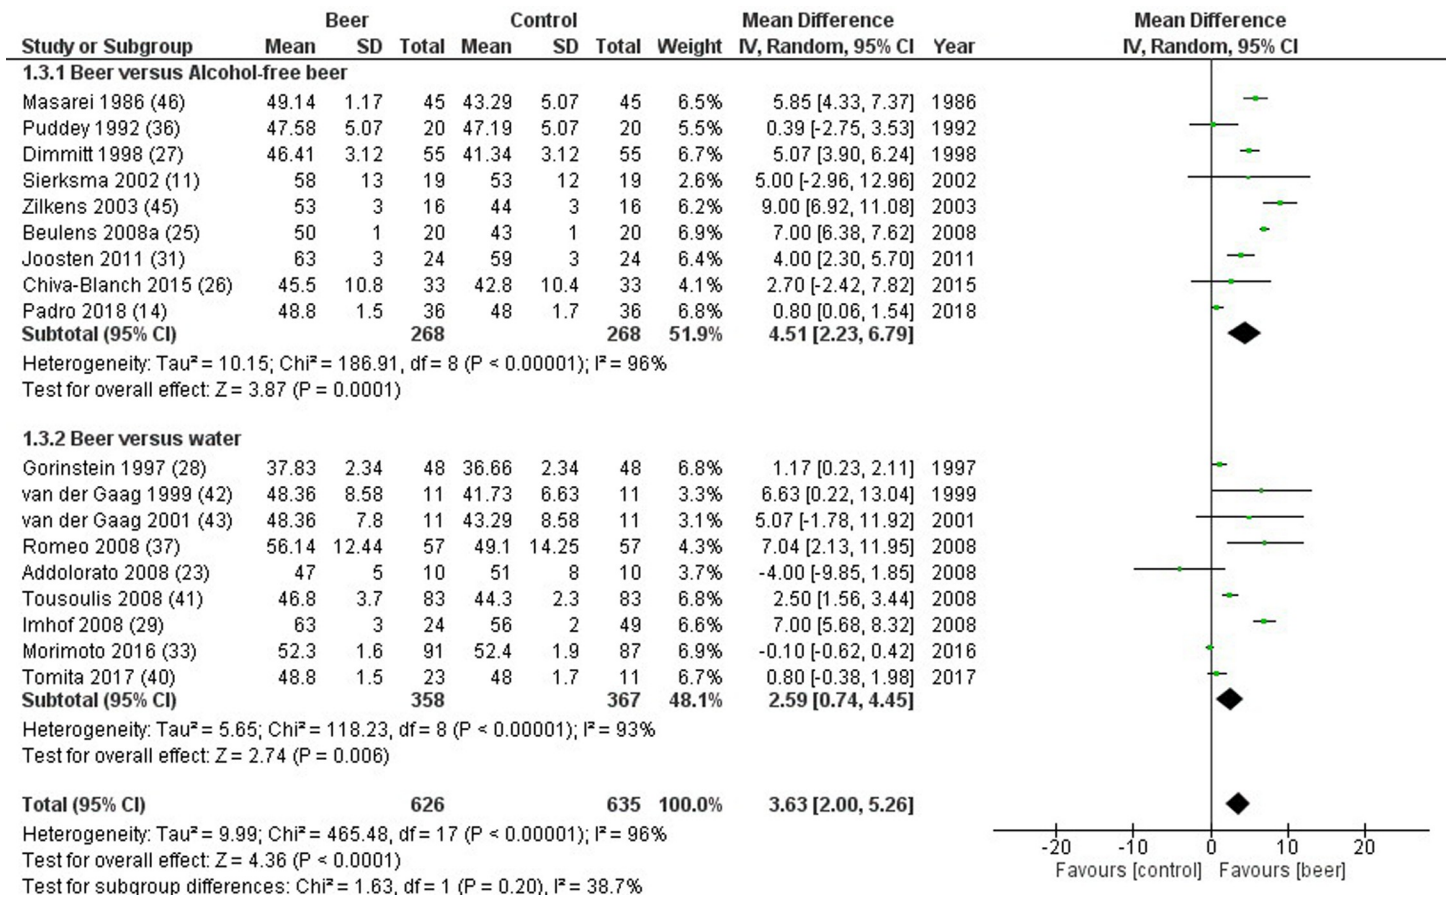 Beer Control Mean Difference Mean Difference
Study or Subgroup Mean SD Total Mean SD Total Weight IV, Random, 95% CI Year IV, Random, 95% CI
1.3.1 Beer versus Alcohol-free beer
Masarei 1986 (46) 49.14 1.17 45 43.29 5.07 45 6.5% 5.85 [4.33, 7.37] 1986
Puddey 1992 (36) 47.58 5.07 20 47.19 5.07 20 5.5% 0.39 [-2.75, 3.53] 1992
Dimmitt 1998 (27) 46.41 3.12 55 41.34 3.12 55 6.7% 5.07 [3.90, 6.24] 1998
Sierksma 2002 (11) 58 13 19 53 12 19 2.6% 5.00 [-2.96, 12.96] 2002
Zilkens 2003 (45) 53 3 16 44 3 16 6.2% 9.00 [6.92, 11.08] 2003
Beulens 2008a (25) 50 1 20 43 1 20 6.9% 7.00 [6.38, 7.62] 2008
Joosten 2011 (31) 63 3 24 59 3 24 6.4% 4.00 [2.30, 5.70] 2011
Chiva-Blanch 2015 (26) 45.5 10.8 33 42.8 10.4 33 4.1% 2.70 [-2.42, 7.82] 2015
Padro 2018 (14) 48.8 1.5 36 48 1.7 36 6.8% 0.80 [0.06, 1.54] 2018
Subtotal (95% CI) 268 268 51.9% 4.51 [2.23, 6.79]
Heterogeneity: Tau² = 10.15; Chi² = 186.91, df = 8 (P < 0.00001); I² = 96%
Test for overall effect: Z = 3.87 (P = 0.0001)
1.3.2 Beer versus water
Gorinstein 1997 (28) 37.83 2.34 48 36.66 2.34 48 6.8% 1.17 [0.23, 2.11] 1997
van der Gaag 1999 (42) 48.36 8.58 11 41.73 6.63 11 3.3% 6.63 [0.22, 13.04] 1999
van der Gaag 2001 (43) 48.36 7.8 11 43.29 8.58 11 3.1% 5.07 [-1.78, 11.92] 2001
Romeo 2008 (37) 56.14 12.44 57 49.1 14.25 57 4.3% 7.04 [2.13, 11.95] 2008
Addolorato 2008 (23) 47 5 10 51 8 10 3.7% -4.00 [-9.85, 1.85] 2008
Tousoulis 2008 (41) 46.8 3.7 83 44.3 2.3 83 6.8% 2.50 [1.56, 3.44] 2008
Imhof 2008 (29) 63 3 24 56 2 49 6.6% 7.00 [5.68, 8.32] 2008
Morimoto 2016 (33) 52.3 1.6 91 52.4 1.9 87 6.9% -0.10 [-0.62, 0.42] 2016
Tomita 2017 (40) 48.8 1.5 23 48 1.7 11 6.7% 0.80 [-0.38, 1.98] 2017
Subtotal (95% CI) 358 367 48.1% 2.59 [0.74, 4.45]
Heterogeneity: Tau² = 5.65; Chi² = 118.23, df = 8 (P < 0.00001); I² = 93%
Test for overall effect: Z = 2.74 (P = 0.006)
Total (95% CI) 626 635 100.0% 3.63 [2.00, 5.26]
Heterogeneity: Tau² = 9.99; Chi² = 465.48, df = 17 (P < 0.00001); I² = 96%
Test for overall effect: Z = 4.36 (P < 0.0001)
Test for subgroup differences: Chi² = 1.63, df = 1 (P = 0.20), I² = 38.7%
-20 -10 0 10 20
Favours [control] Favours [beer]